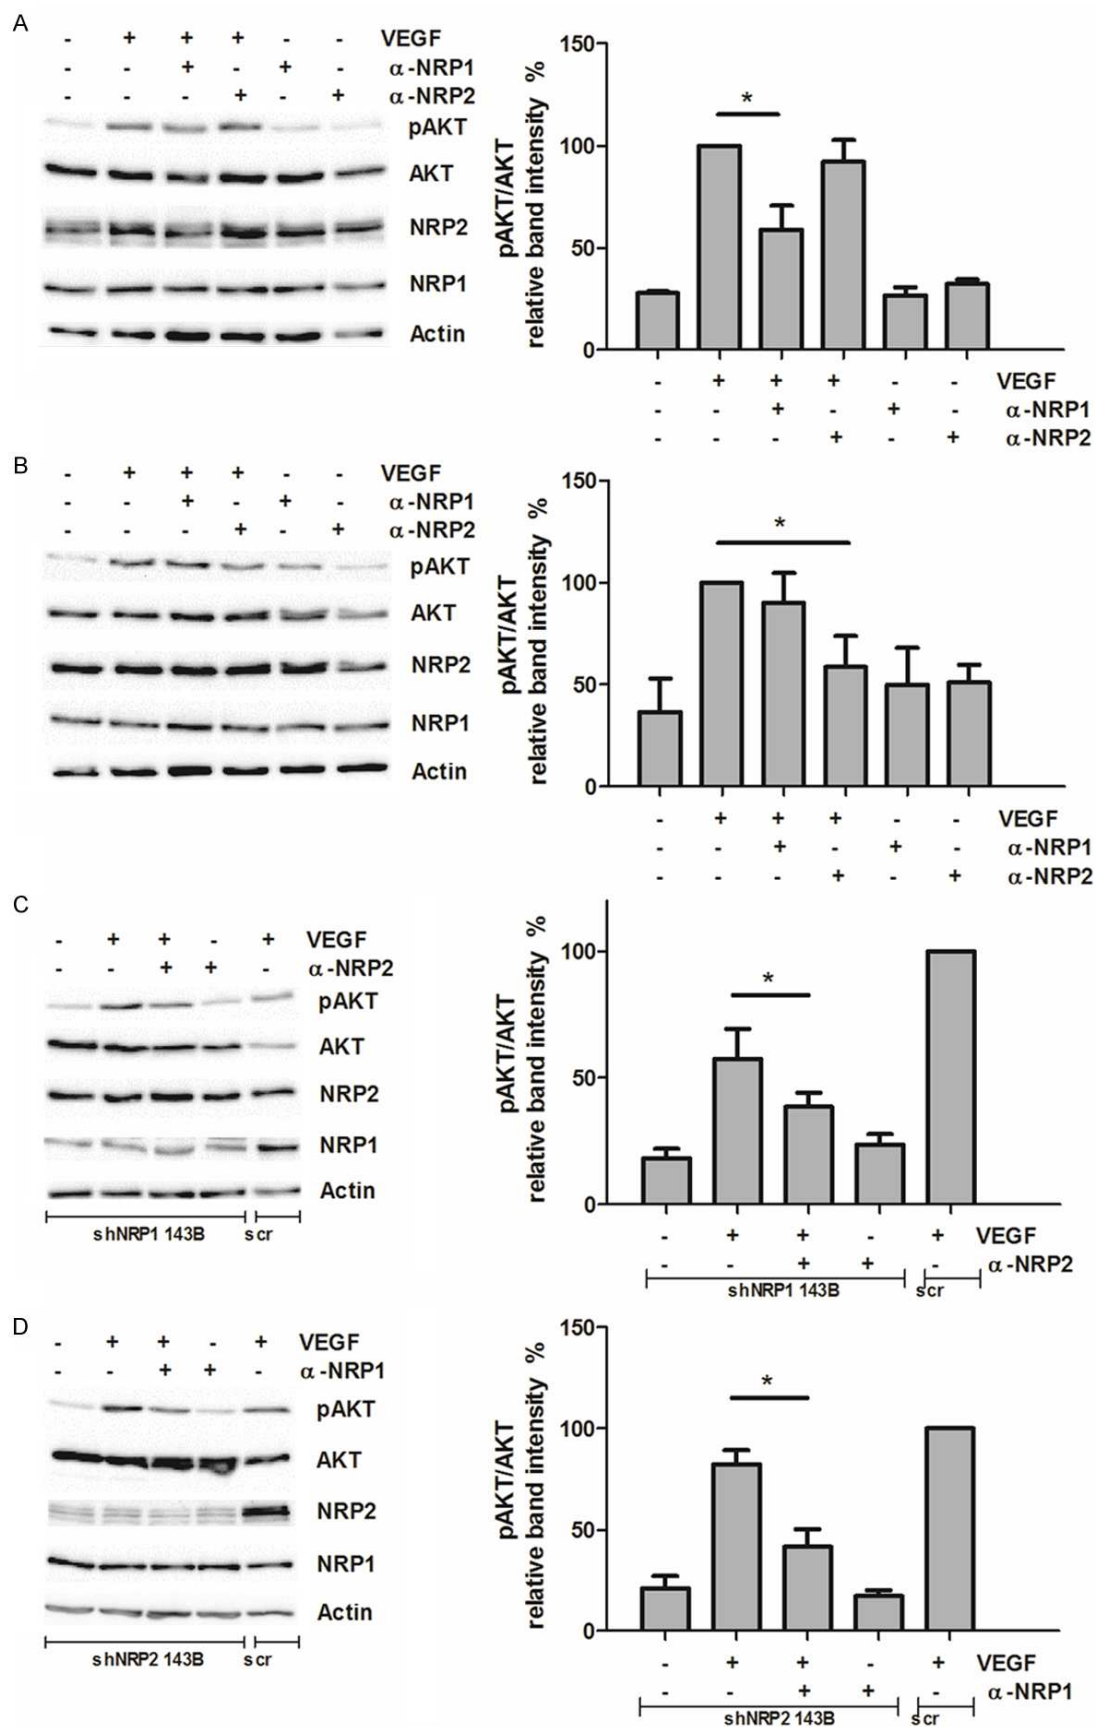 A
- + + + - - VEGF
- - + - + - α-NRP1
- - - + - + α-NRP2
pAKT
AKT
NRP2
NRP1
Actin
pAKT/AKT
relative band intensity %
150
100
50
0
*
- + + + - - VEGF
- - + - + - α-NRP1
- - - + - + α-NRP2
B
- + + + - - VEGF
- - + - + - α-NRP1
- - - + - + α-NRP2
pAKT
AKT
NRP2
NRP1
Actin
pAKT/AKT
relative band intensity %
150
100
50
0
*
- + + + - - VEGF
- - + - + - α-NRP1
- - - + - + α-NRP2
C
- + + - + VEGF
- - + + - α-NRP2
pAKT
AKT
NRP2
NRP1
Actin
shNRP1 143B scr
pAKT/AKT
relative band intensity %
100
50
0
*
- + + - + VEGF
- - + + - α-NRP2
shNRP1 143B scr
D
- + + - + VEGF
- - + + - α-NRP1
pAKT
AKT
NRP2
NRP1
Actin
shNRP2 143B scr
pAKT/AKT
relative band intensity %
150
100
50
0
*
- + + - + VEGF
- - + + - α-NRP1
shNRP2 143B scr